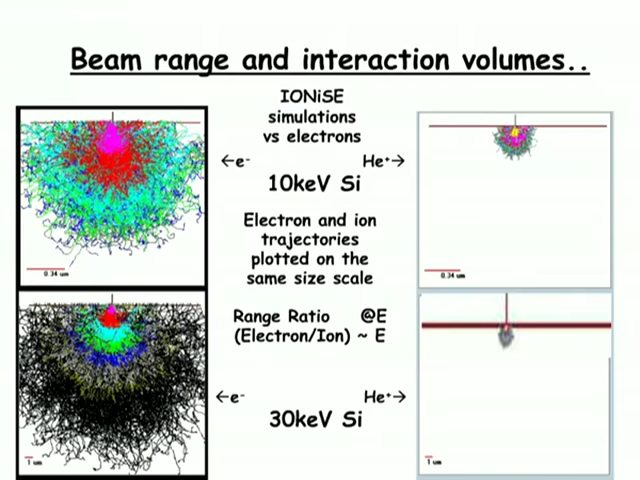 Beam range and interaction volumes..
IONiSE
simulations
vs electrons
←e⁻ He⁺→
10keV Si
Electron and ion
trajectories
plotted on the
same size scale
0.34 um
0.34 um
Range Ratio @E
(Electron/Ion) ~ E
←e⁻ He⁺→
30keV Si
1 um
1 um